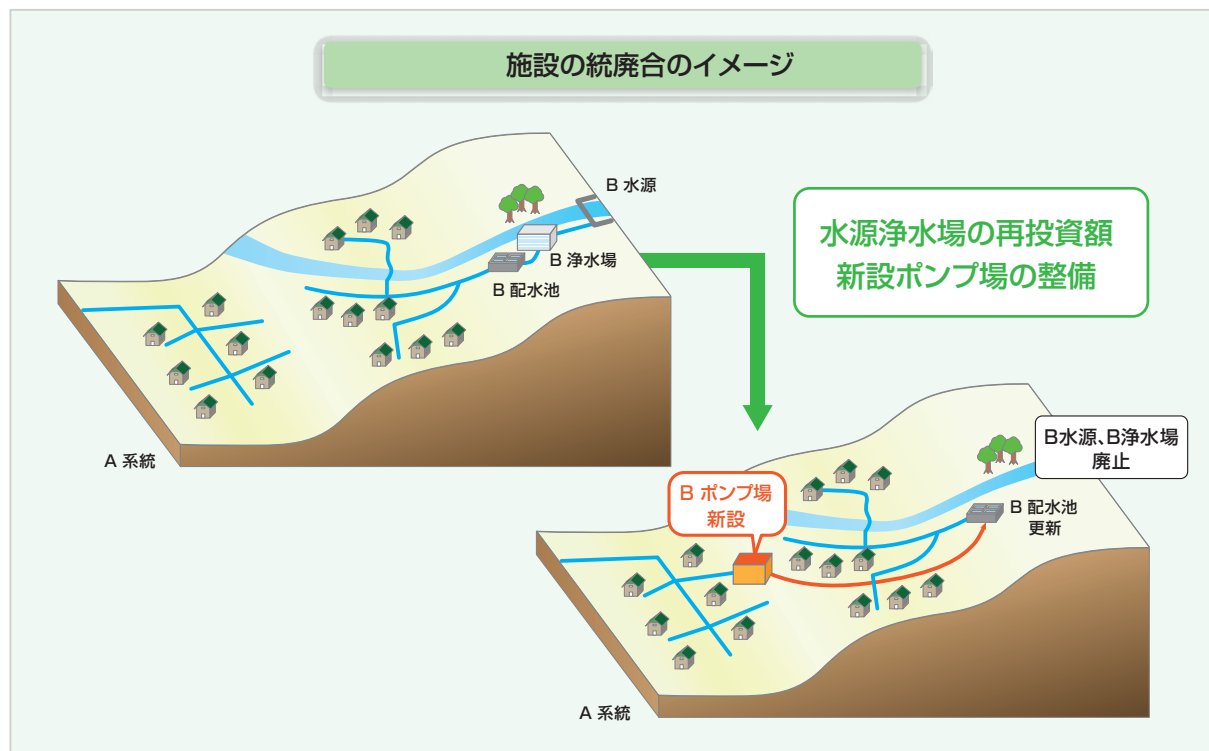 施設の統廃合のイメージ
B 水源
B 浄水場
B 配水池
A 系統
水源浄水場の再投資額
新設ポンプ場の整備
B水源、B浄水場
廃止
B ポンプ場
新設
B 配水池
更新
A 系統